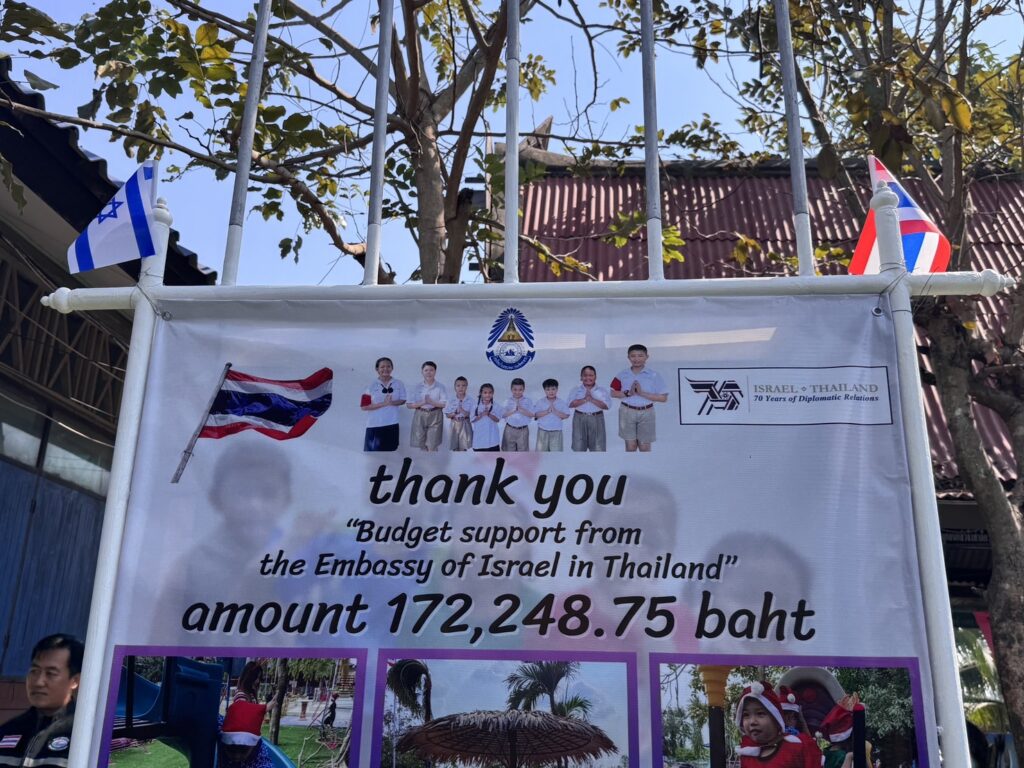 ISRAEL THAILAND
70 Years of Diplomatic Relations
thank you
"Budget support from
the Embassy of Israel in Thailand"
amount 172,248.75 baht